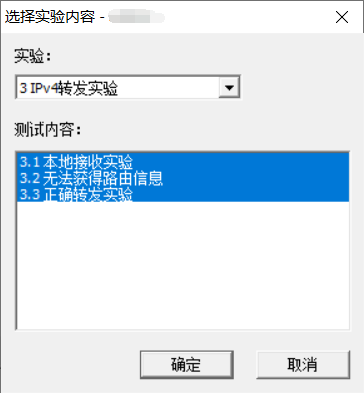 选择实验内容 -
实验：
3 IPv4转发实验
测试内容：
3.1 本地接收实验
3.2 无法获得路由信息
3.3 正确转发实验
确定
取消